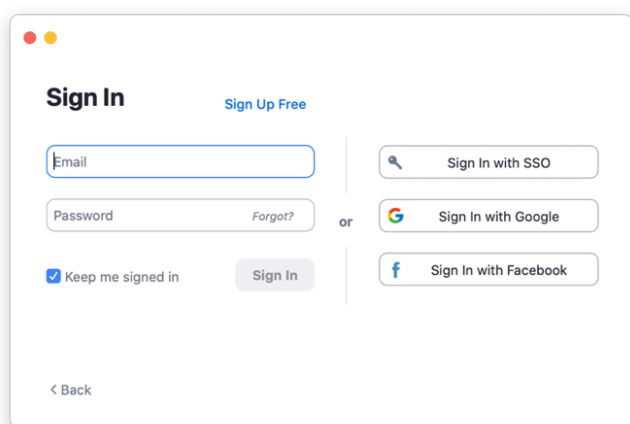 Sign In
Sign Up Free
Email
Password
Forgot?
Keep me signed in
Sign In
or
Sign In with SSO
Sign In with Google
Sign In with Facebook
Back